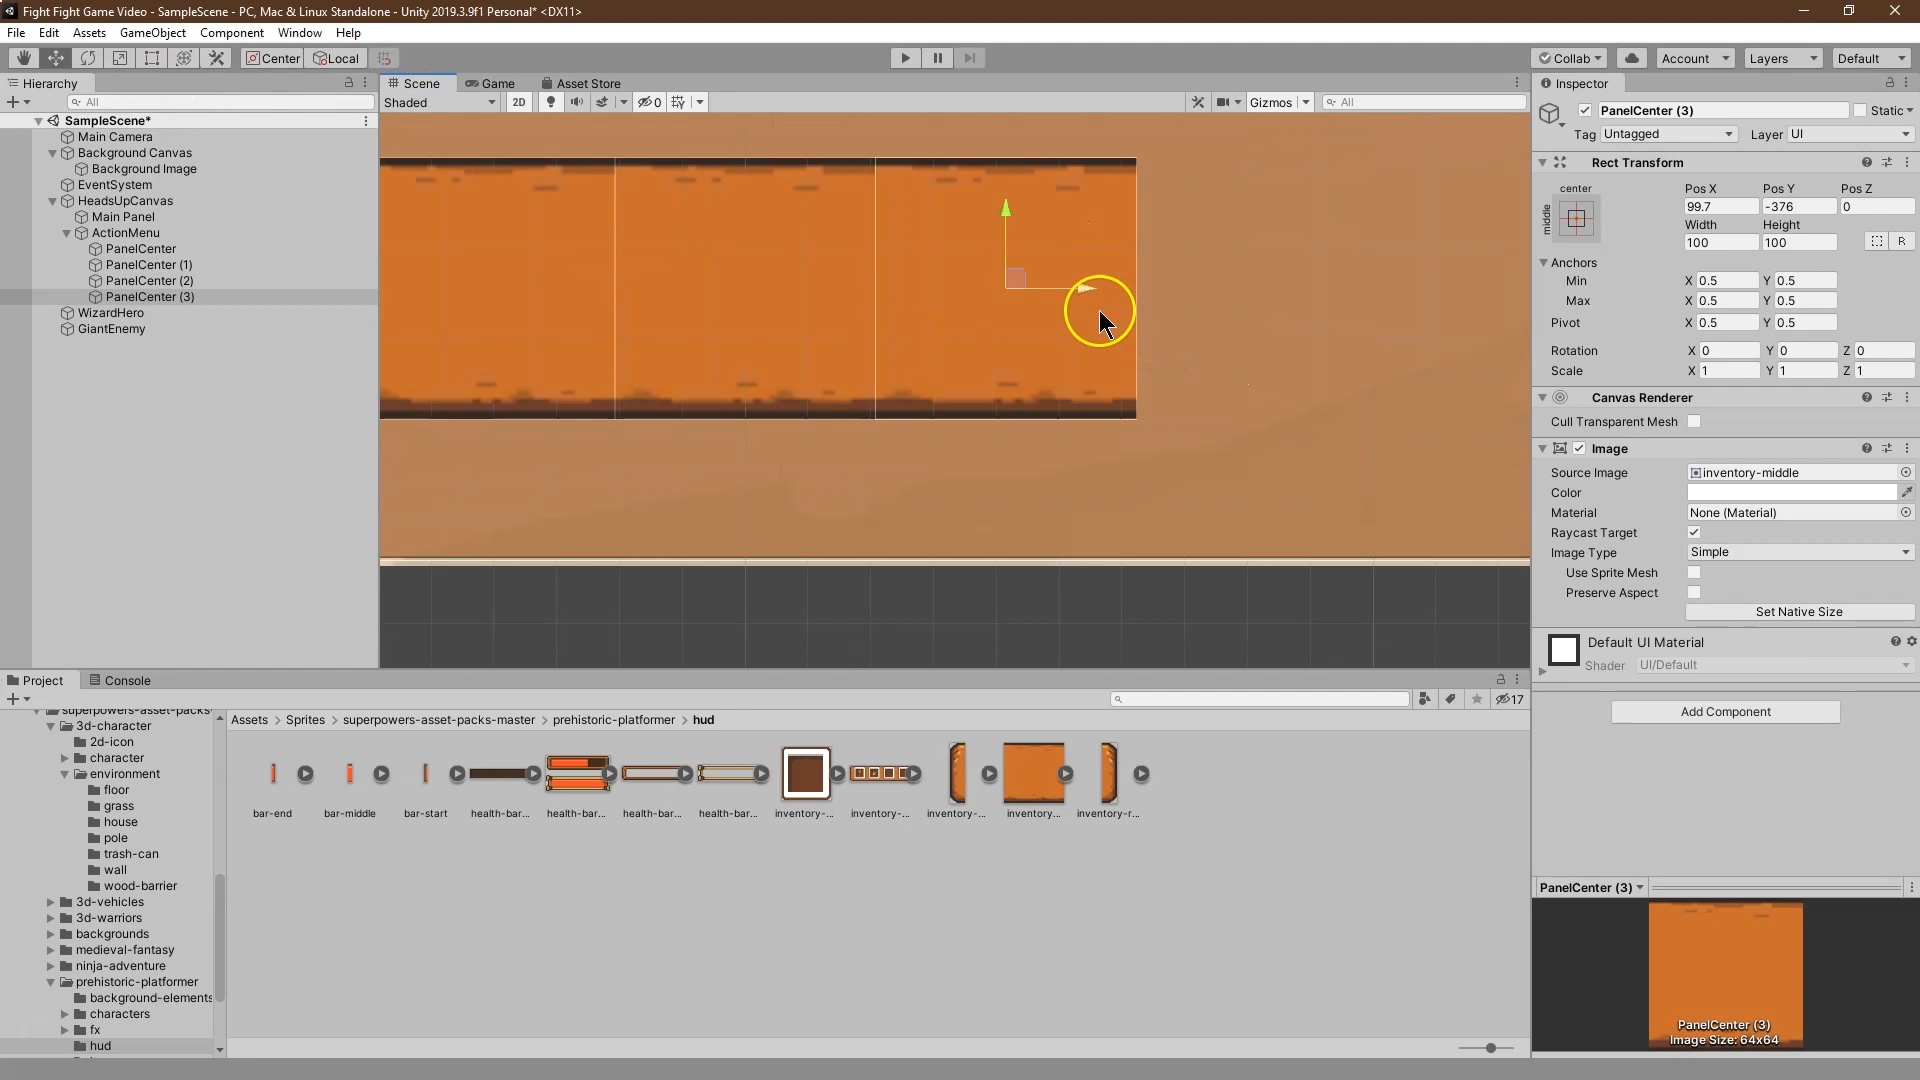 Fight Fight Game Video - SampleScene - PC, Mac & Linux Standalone - Unity 2019.3.9f1 Personal* <DX11>
File Edit Assets GameObject Component Window Help
Center Local Collab Account Layers Default
Hierarchy
All
SampleScene*
Main Camera
Background Canvas
Background Image
EventSystem
HeadsUpCanvas
Main Panel
ActionMenu
PanelCenter
PanelCenter (1)
PanelCenter (2)
PanelCenter (3)
WizardHero
GiantEnemy
Scene Game Asset Store
Shaded 2D 0 Gizmos All
Inspector
PanelCenter (3) Static
Tag Untagged Layer UI
Rect Transform
center
middle
Pos X Pos Y Pos Z
99.7 -376 0
Width Height
100 100 R
Anchors
Min X 0.5 Y 0.5
Max X 0.5 Y 0.5
Pivot X 0.5 Y 0.5
Rotation X 0 Y 0 Z 0
Scale X 1 Y 1 Z 1
Canvas Renderer
Cull Transparent Mesh
Image
Source Image inventory-middle
Color
Material None (Material)
Raycast Target
Image Type Simple
Use Sprite Mesh
Preserve Aspect
Set Native Size
Default UI Material
Shader UI/Default
Add Component
PanelCenter (3)
PanelCenter (3)
Image Size: 64x64
Project Console
17
superpowers-asset-packs-
3d-character
2d-icon
character
environment
floor
grass
house
pole
trash-can
wall
wood-barrier
3d-vehicles
3d-warriors
backgrounds
medieval-fantasy
ninja-adventure
prehistoric-platformer
background-elements
characters
fx
hud
Assets > Sprites > superpowers-asset-packs-master > prehistoric-platformer > hud
bar-end bar-middle bar-start health-bar... health-bar... health-bar... health-bar... inventory-... inventory-... inventory-... inventory... inventory-r...